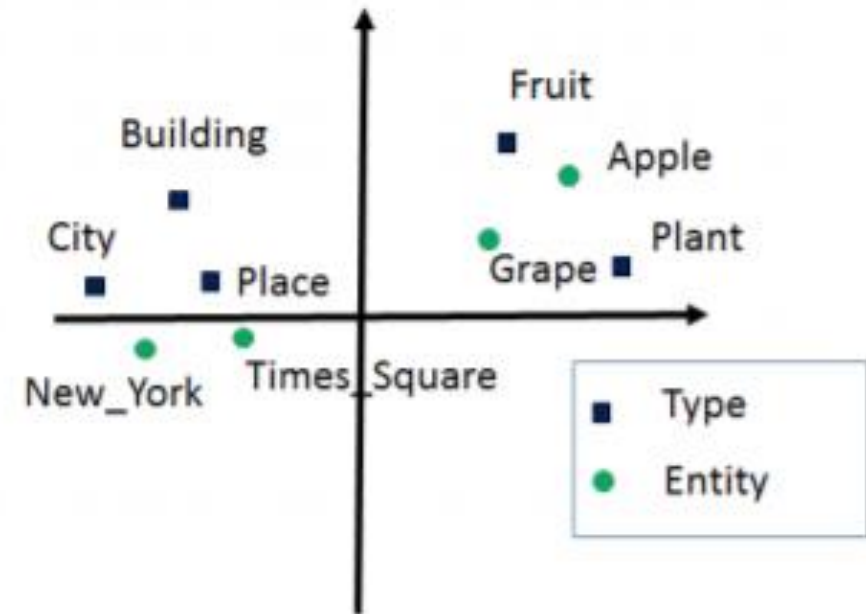 Fruit
Building
Apple
City
Plant
Place
Grape
Times_Square
New_York
Type
Entity